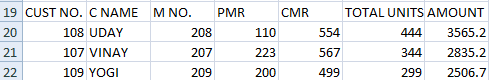 19 CUST NO. C NAME M NO. PMR CMR TOTAL UNITS AMOUNT
20 108 UDAY 208 110 554 444 3565.2
21 107 VINAY 207 223 567 344 2835.2
22 109 YOGI 209 200 499 299 2506.7